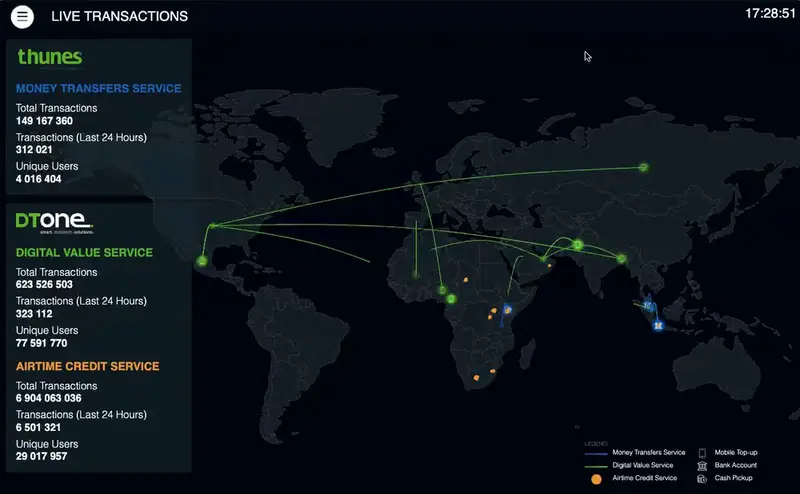 LIVE TRANSACTIONS
17:28:51
thunes
MONEY TRANSFERS SERVICE
Total Transactions
149 167 360
Transactions (Last 24 Hours)
312 021
Unique Users
4 016 404
DTone.
DIGITAL VALUE SERVICE
Total Transactions
623 526 503
Transactions (Last 24 Hours)
323 112
Unique Users
77 591 770
AIRTIME CREDIT SERVICE
Total Transactions
6 904 063 036
Transactions (Last 24 Hours)
6 501 321
Unique Users
29 017 957
LEGEND
Money Transfers Service
Mobile Top-up
Digital Value Service
Bank Account
Airtime Credit Service
Cash Pickup